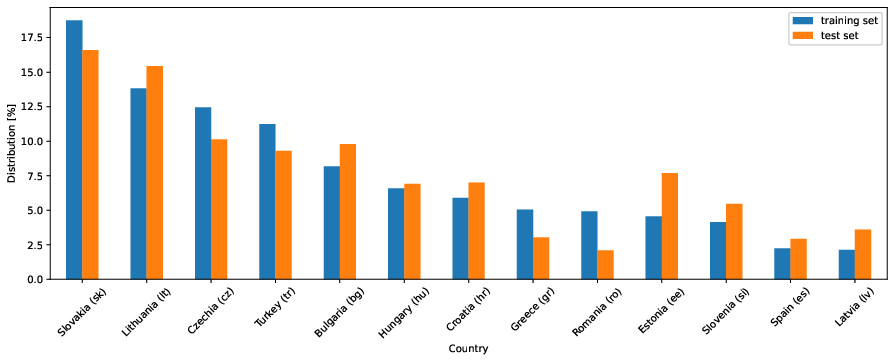 training set
test set
Distribution [%]
17.5
15.0
12.5
10.0
7.5
5.0
2.5
0.0
Slovakia (sk)
Lithuania (lt)
Czechia (cz)
Turkey (tr)
Bulgaria (bg)
Hungary (hu)
Croatia (hr)
Greece (gr)
Romania (ro)
Estonia (ee)
Slovenia (sl)
Spain (es)
Latvia (lv)
Country